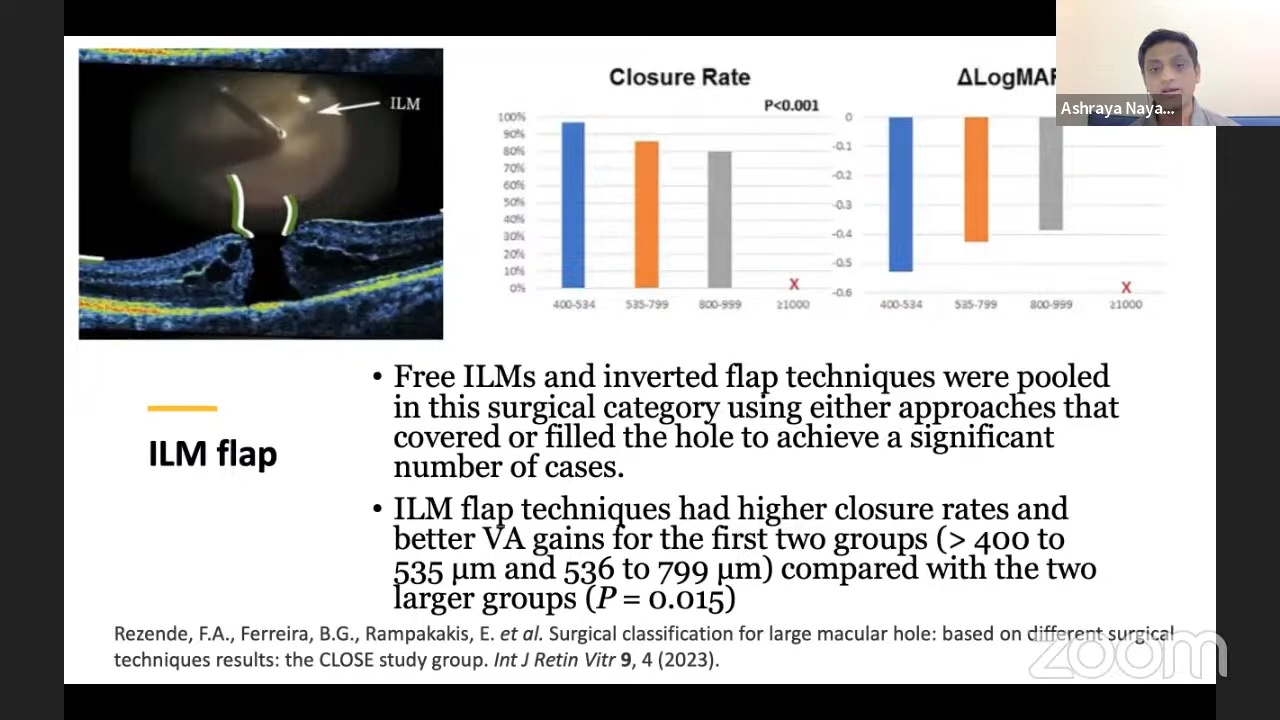 ILM
Closure Rate
P<0.001
100%
90%
80%
70%
60%
50%
40%
30%
20%
10%
0%
X
400-534 535-799 800-999 ≥1000
0
-0.1
-0.2
-0.3
-0.4
-0.5
-0.6
X
400-534 535-799 800-999 ≥1000
Ashraya Naya...
ILM flap
• Free ILMs and inverted flap techniques were pooled
in this surgical category using either approaches that
covered or filled the hole to achieve a significant
number of cases.
• ILM flap techniques had higher closure rates and
better VA gains for the first two groups (> 400 to
535 µm and 536 to 799 µm) compared with the two
larger groups (P = 0.015)
Rezende, F.A., Ferreira, B.G., Rampakakis, E. et al. Surgical classification for large macular hole: based on different surgical
techniques results: the CLOSE study group. Int J Retin Vitr 9, 4 (2023).
zoom